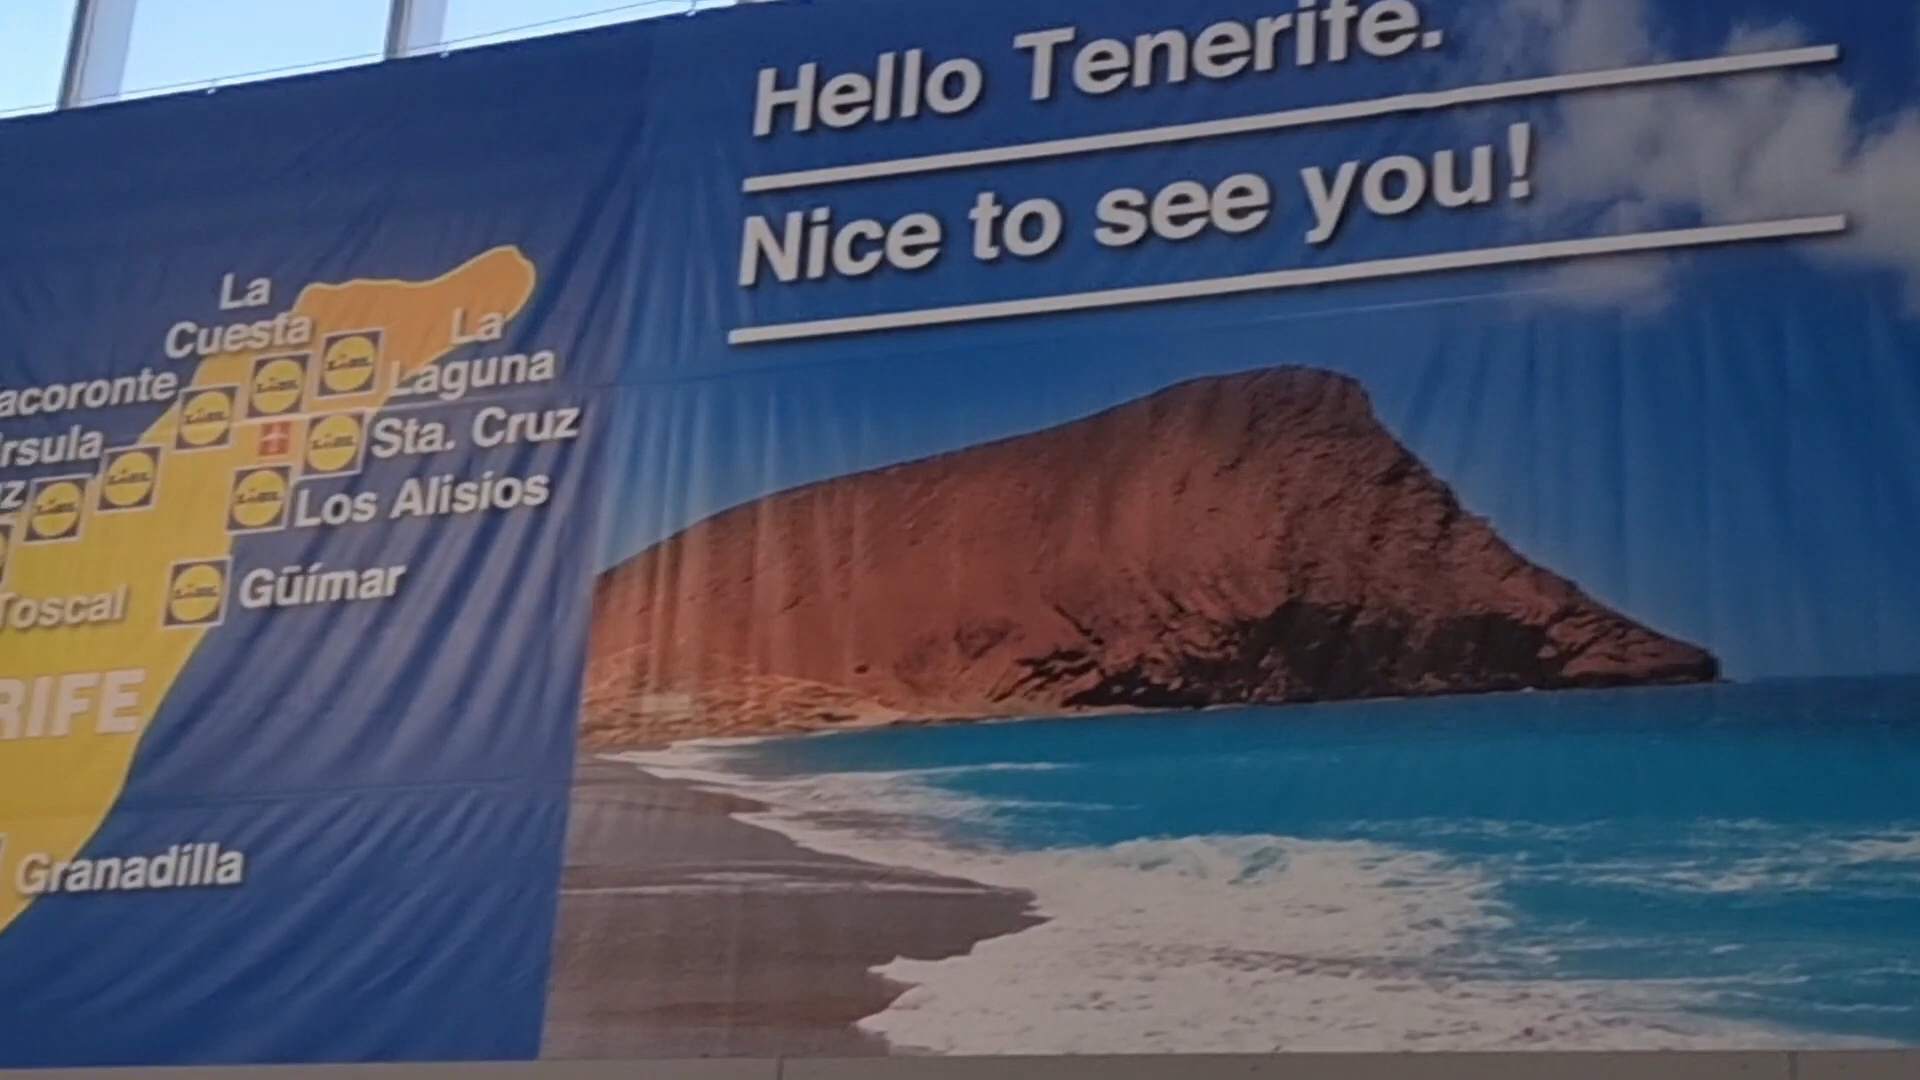 Hello Tenerife.
Nice to see you!
La
Cuesta
La
Laguna
acoronte
Sta. Cruz
rsula
Los Alisios
z
Güímar
Toscal
RIFE
Granadilla